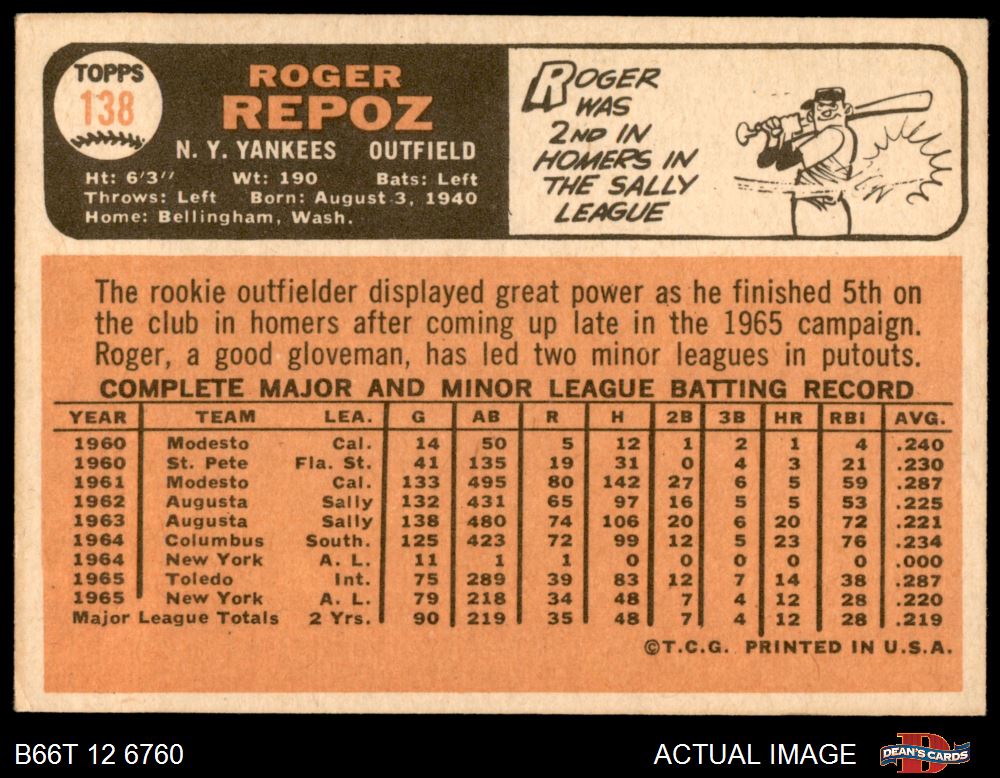 TOPPS
138
ROGER
REPOZ
N. Y. YANKEES OUTFIELD
Ht: 6'3" Wt: 190 Bats: Left
Throws: Left Born: August 3, 1940
Home: Bellingham, Wash.
ROGER
WAS
2ND IN
HOMERS IN
THE SALLY
LEAGUE
The rookie outfielder displayed great power as he finished 5th on
the club in homers after coming up late in the 1965 campaign.
Roger, a good gloveman, has led two minor leagues in putouts.
COMPLETE MAJOR AND MINOR LEAGUE BATTING RECORD
YEAR TEAM LEA. G AB R H 2B 3B HR RBI AVG.
1960 Modesto Cal. 14 50 5 12 1 2 1 4 .240
1960 St. Pete Fla. St. 41 135 19 31 0 4 3 21 .230
1961 Modesto Cal. 133 495 80 142 27 6 5 59 .287
1962 Augusta Sally 132 431 65 97 16 5 5 53 .225
1963 Augusta Sally 138 480 74 106 20 6 20 72 .221
1964 Columbus South. 125 423 72 99 12 5 23 76 .234
1964 New York A. L. 11 1 1 0 0 0 0 0 .000
1965 Toledo Int. 75 289 39 83 12 7 14 38 .287
1965 New York A. L. 79 218 34 48 7 4 12 28 .220
Major League Totals 2 Yrs. 90 219 35 48 7 4 12 28 .219
©T.C.G. PRINTED IN U.S.A.
B66T 12 6760 ACTUAL IMAGE DEAN'S CARDS